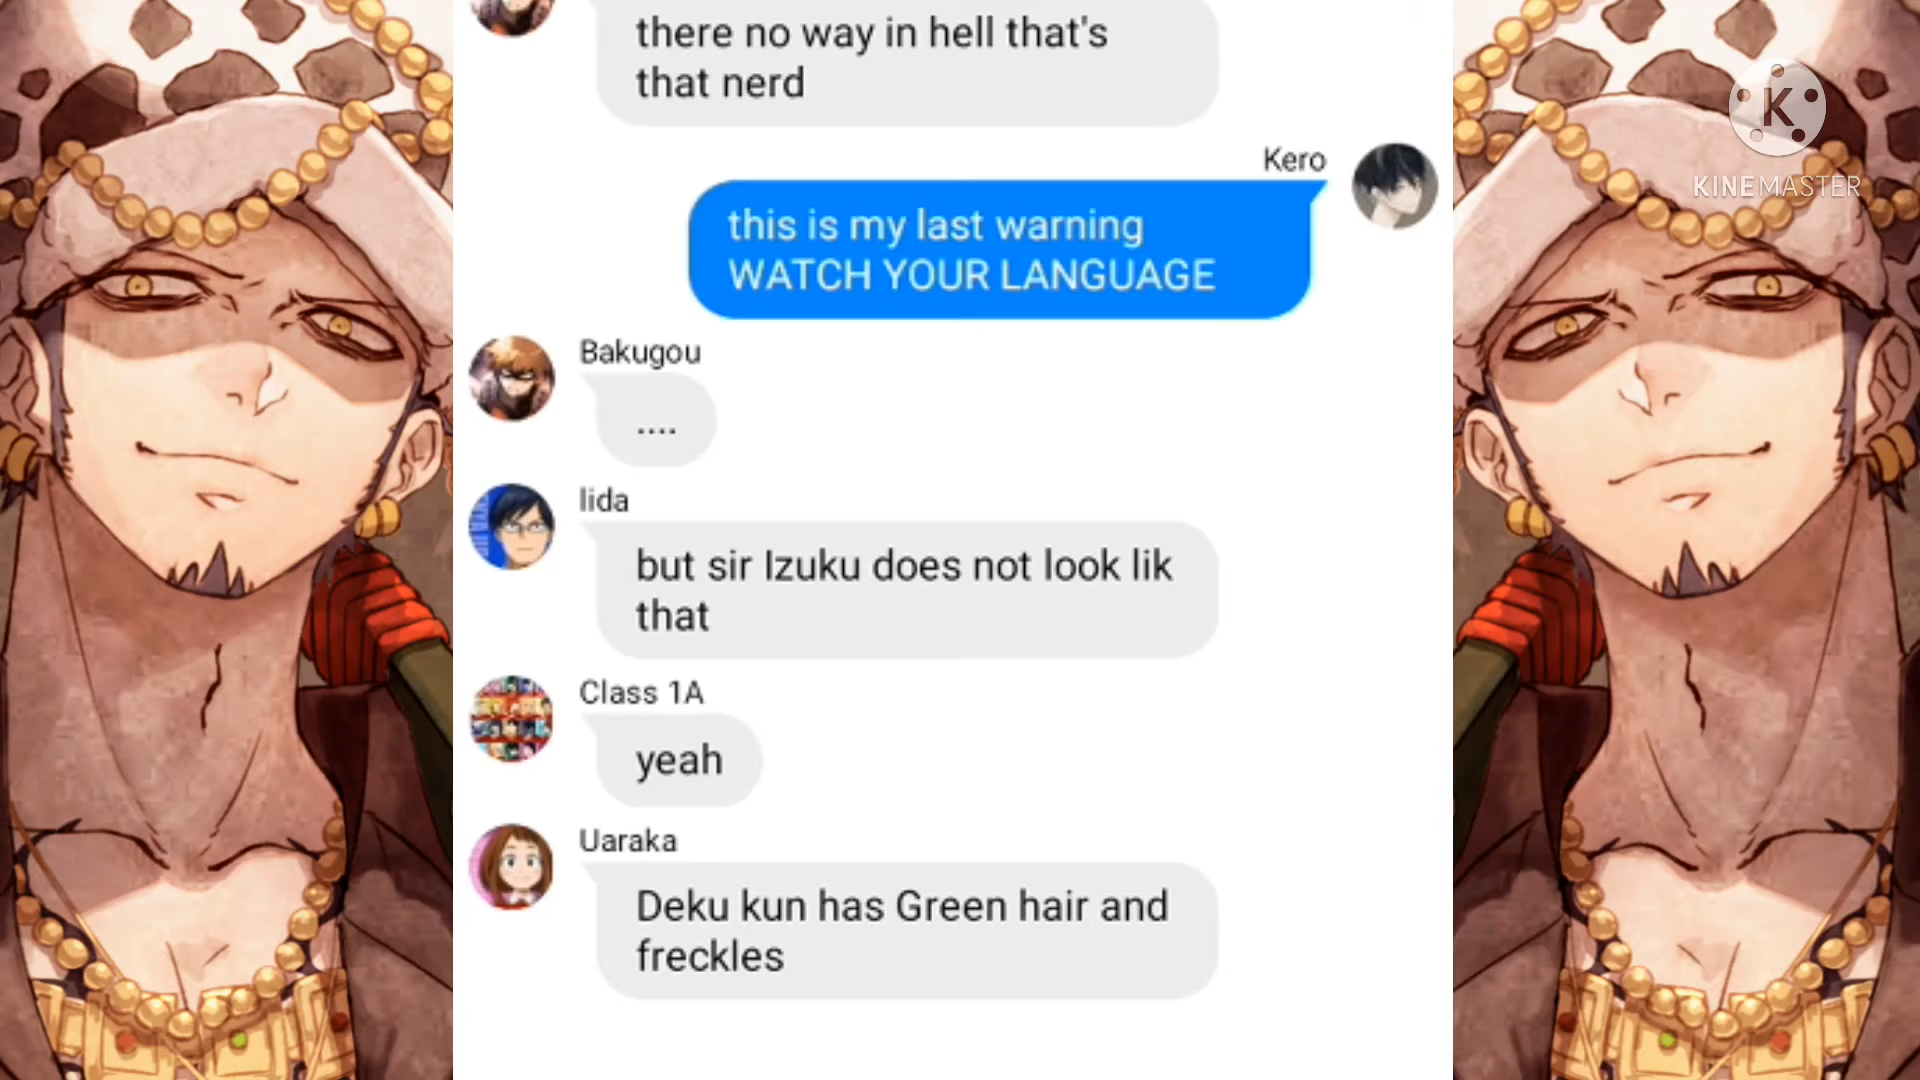 there no way in hell that's
that nerd
Kero
this is my last warning
WATCH YOUR LANGUAGE
Bakugou
....
Iida
but sir Izuku does not look lik
that
Class 1A
yeah
Uaraka
Deku kun has Green hair and
freckles
K
KINEMASTER